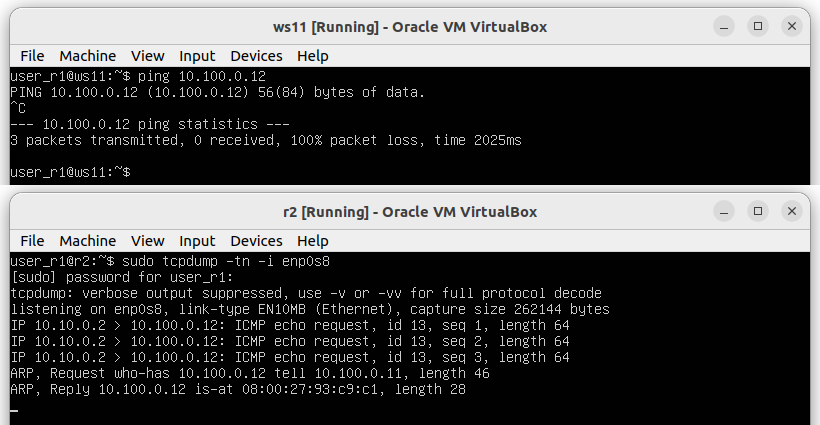 ws11 [Running] - Oracle VM VirtualBox
File Machine View Input Devices Help
user_r1@ws11:~$ ping 10.100.0.12
PING 10.100.0.12 (10.100.0.12) 56(84) bytes of data.
^C
--- 10.100.0.12 ping statistics ---
3 packets transmitted, 0 received, 100% packet loss, time 2025ms
user_r1@ws11:~$
r2 [Running] - Oracle VM VirtualBox
File Machine View Input Devices Help
user_r1@r2:~$ sudo tcpdump -tn -i enp0s8
[sudo] password for user_r1:
tcpdump: verbose output suppressed, use -v or -vv for full protocol decode
listening on enp0s8, link-type EN10MB (Ethernet), capture size 262144 bytes
IP 10.10.0.2 > 10.100.0.12: ICMP echo request, id 13, seq 1, length 64
IP 10.10.0.2 > 10.100.0.12: ICMP echo request, id 13, seq 2, length 64
IP 10.10.0.2 > 10.100.0.12: ICMP echo request, id 13, seq 3, length 64
ARP, Request who-has 10.100.0.12 tell 10.100.0.11, length 46
ARP, Reply 10.100.0.12 is-at 08:00:27:93:c9:c1, length 28